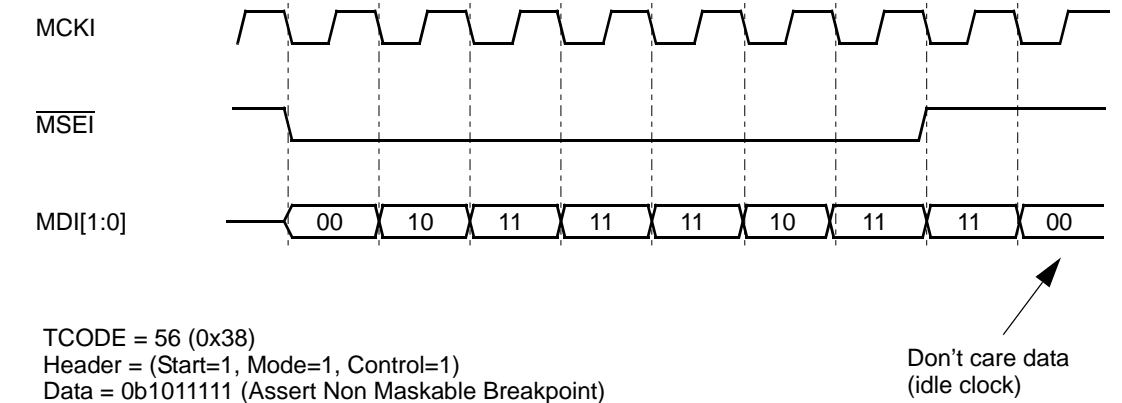 MCKI
MSEI
MDI[1:0] 00 10 11 11 11 10 11 11 00
TCODE = 56 (0x38)
Header = (Start=1, Mode=1, Control=1)
Data = 0b1011111 (Assert Non Maskable Breakpoint)
Don't care data
(idle clock)